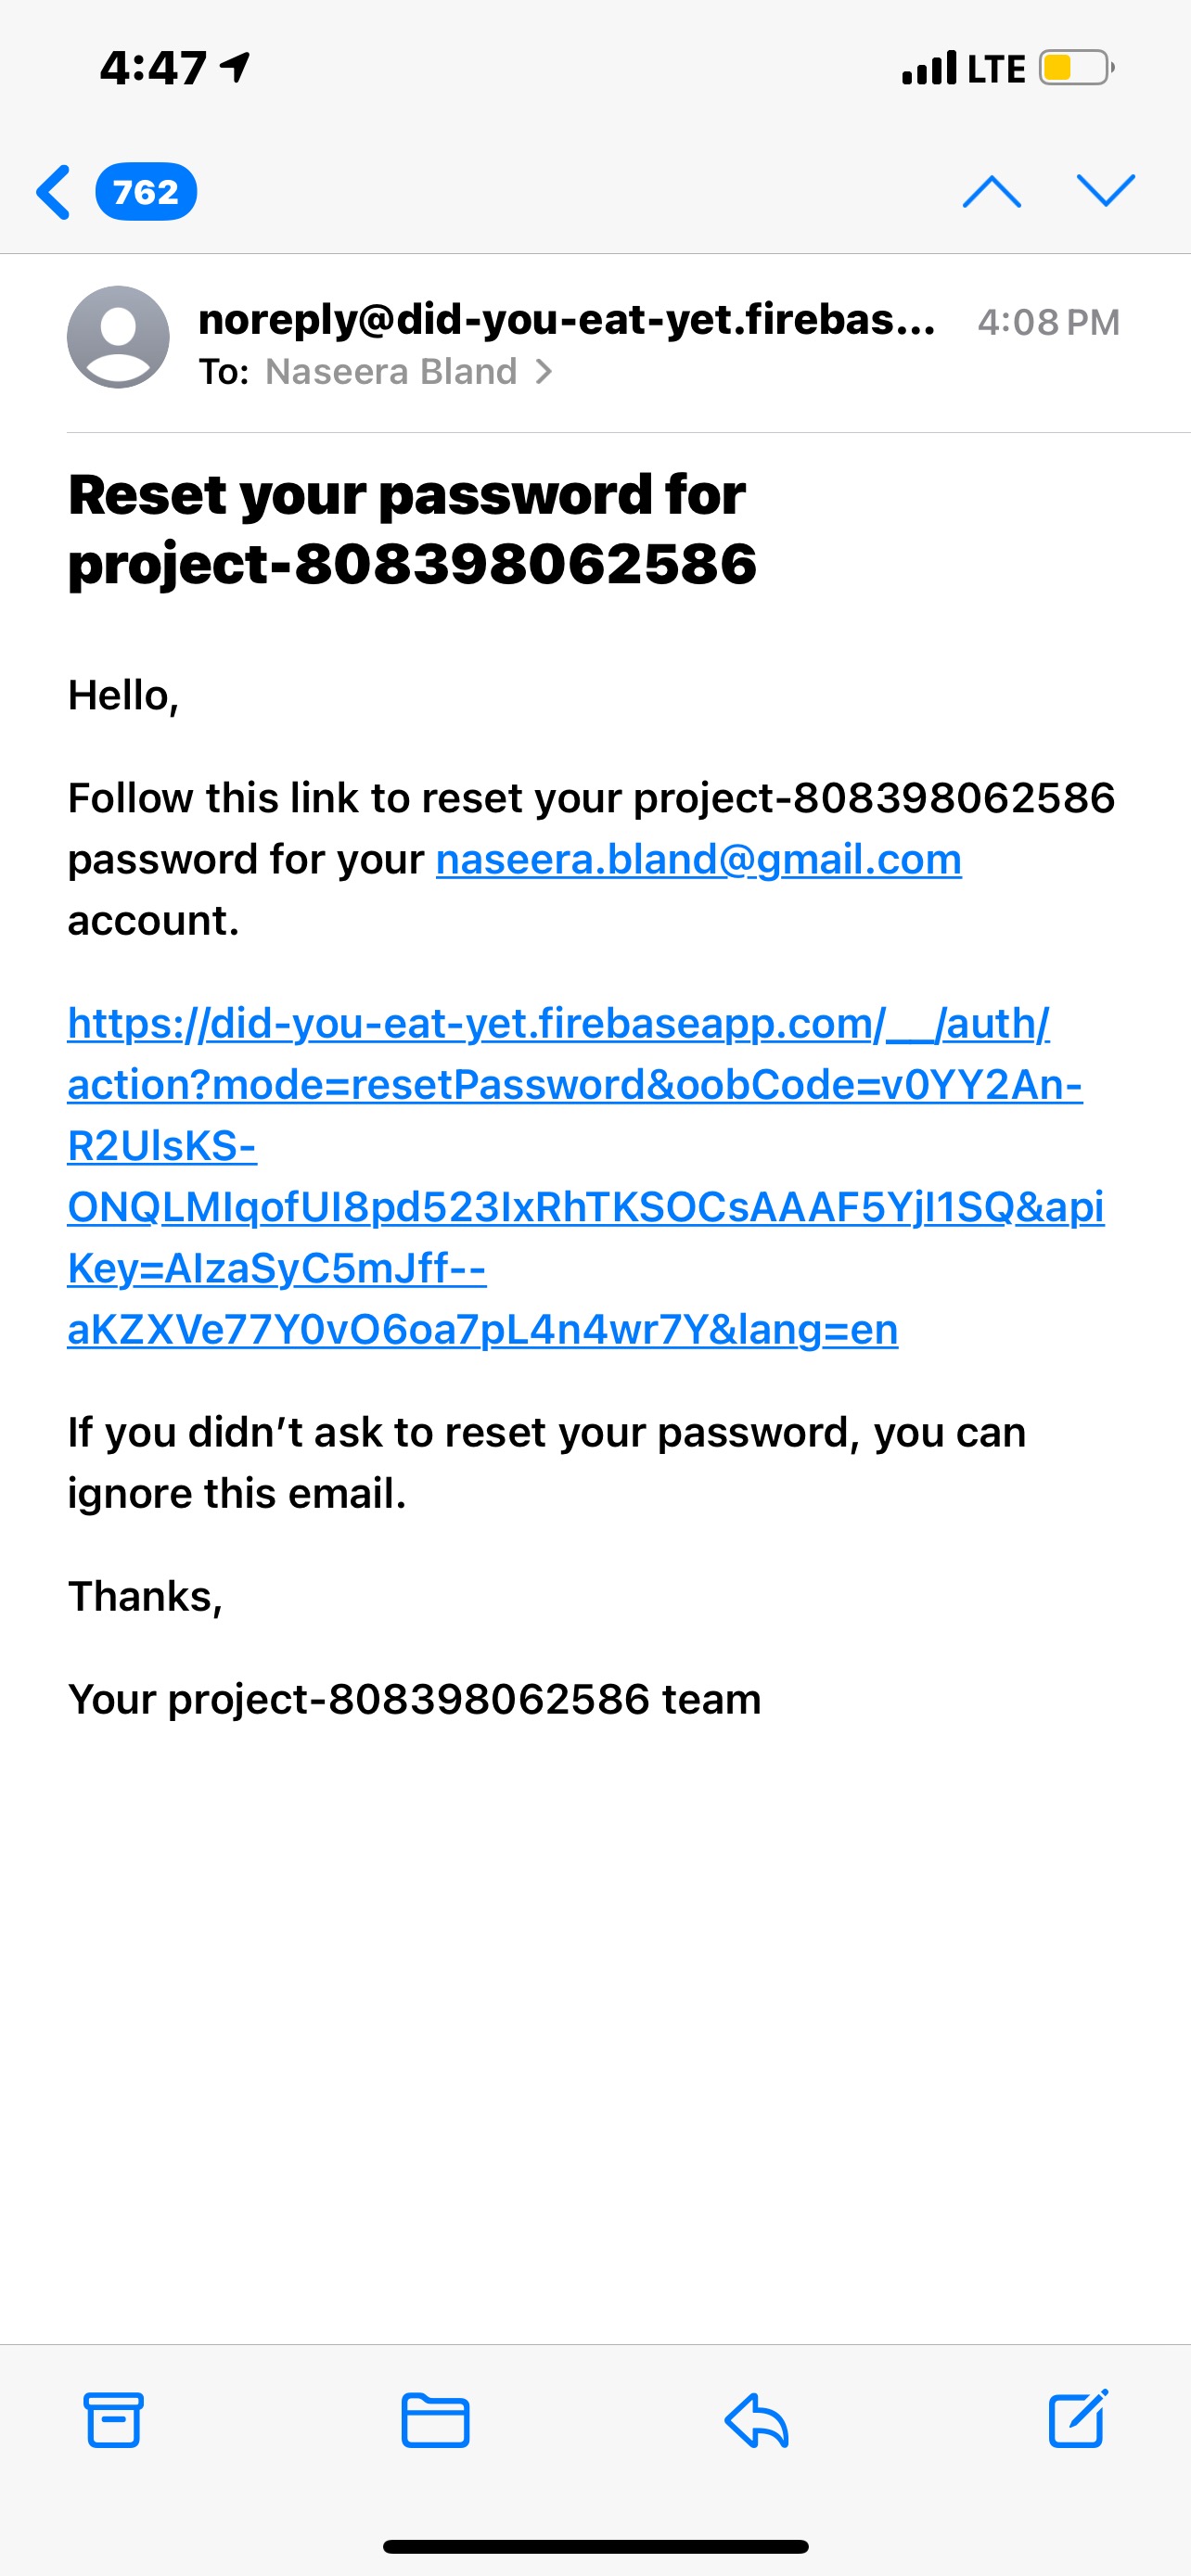 4:47
LTE
762
noreply@did-you-eat-yet.firebas...
4:08 PM
To: Naseera Bland
Reset your password for
project-808398062586
Hello,
Follow this link to reset your project-808398062586
password for your naseera.bland@gmail.com
account.
https://did-you-eat-yet.firebaseapp.com/__/auth/
action?mode=resetPassword&oobCode=v0YY2An-
R2UlsKS-
ONQLMIqofUI8pd523IxRhTKSOCsAAAF5YjI1SQ&api
Key=AIzaSyC5mJff--
aKZXVe77Y0vO6oa7pL4n4wr7Y&lang=en
If you didn’t ask to reset your password, you can
ignore this email.
Thanks,
Your project-808398062586 team